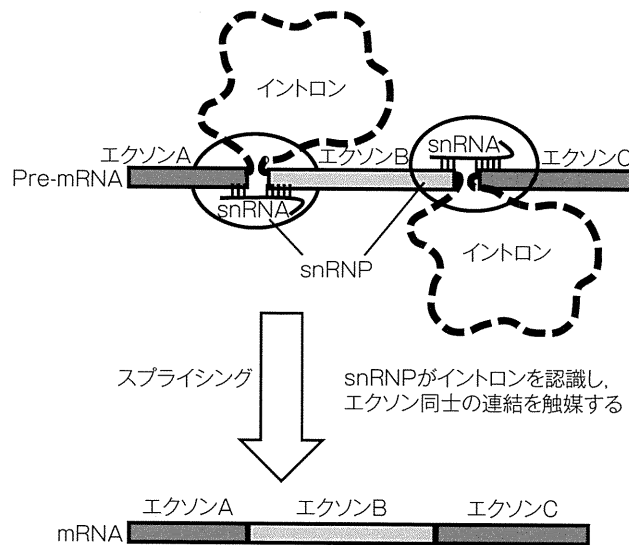 イントロン
エクソンA
エクソンB
snRNA
エクソンC
Pre-mRNA
snRNA
snRNP
イントロン
スプライシング
snRNPがイントロンを認識し,
エクソン同士の連結を触媒する
エクソンA
エクソンB
エクソンC
mRNA